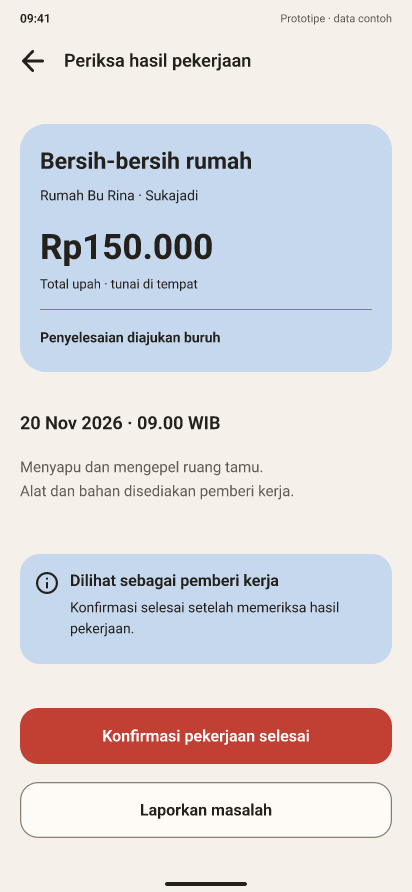 09:41
Prototipe · data contoh
Periksa hasil pekerjaan
Bersih-bersih rumah
Rumah Bu Rina · Sukajadi
Rp150.000
Total upah · tunai di tempat
Penyelesaian diajukan buruh
20 Nov 2026 · 09.00 WIB
Menyapu dan mengepel ruang tamu.
Alat dan bahan disediakan pemberi kerja.
Dilihat sebagai pemberi kerja
Konfirmasi selesai setelah memeriksa hasil
pekerjaan.
Konfirmasi pekerjaan selesai
Laporkan masalah